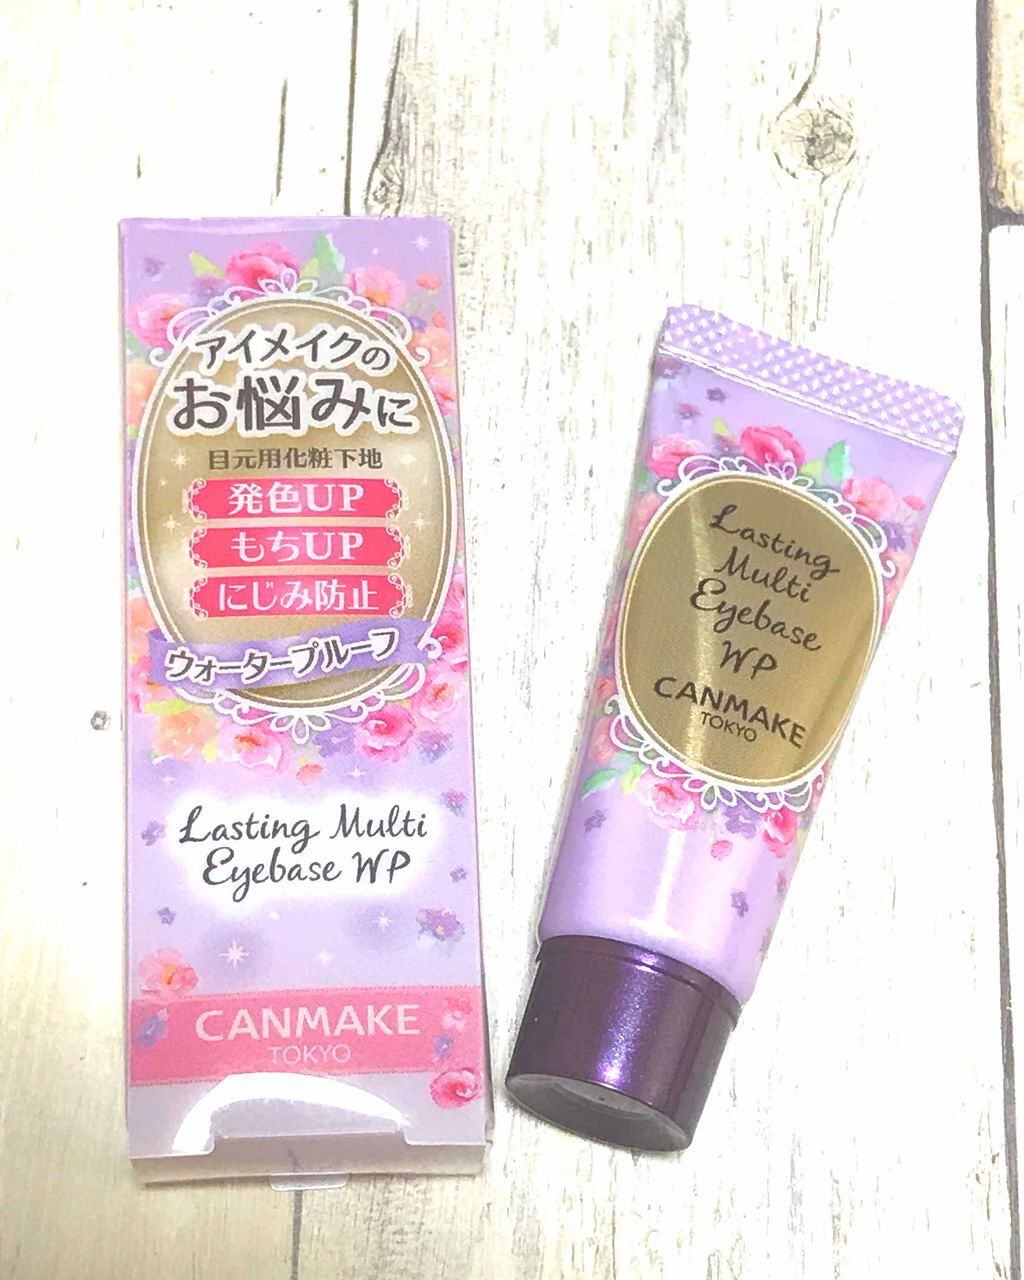 アイメイクの
お悩みに
目元用化粧下地
発色UP
もちUP
にじみ防止
ウォータープルーフ
Lasting Multi
Eyebase WP
CANMAKE
TOKYO
Lasting
Multi
Eyebase
WP
CANMAKE
TOKYO